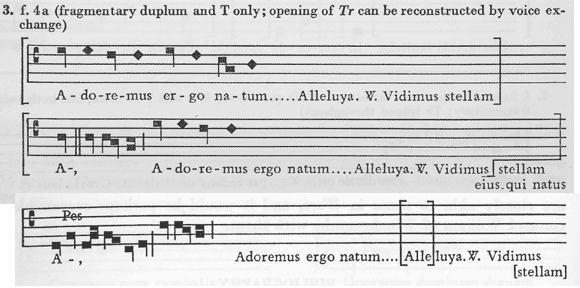 3. f. 4a (fragmentary duplum and T only; opening of Tr can be reconstructed by voice ex-
change)
A - do-re-mus er-go na-tum.....Alleluya. ℣. Vidimus stellam
A-, A-do-re-mus ergo natum....Alleluya. ℣. Vidimus stellam
eius. qui natus
Pes
A -, Adoremus ergo natum....Alleluya. ℣. Vidimus
[stellam]